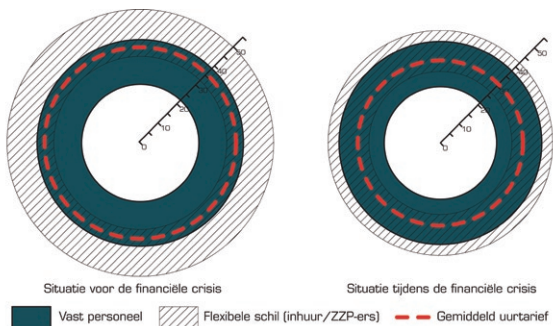 50
40
30
20
10
0
50
40
30
20
10
0
Situatie voor de financiële crisis
Situatie tijdens de financiële crisis
Vast personeel
Flexibele schil (inhuur/ZZP-ers)
Gemiddeld uurtarief